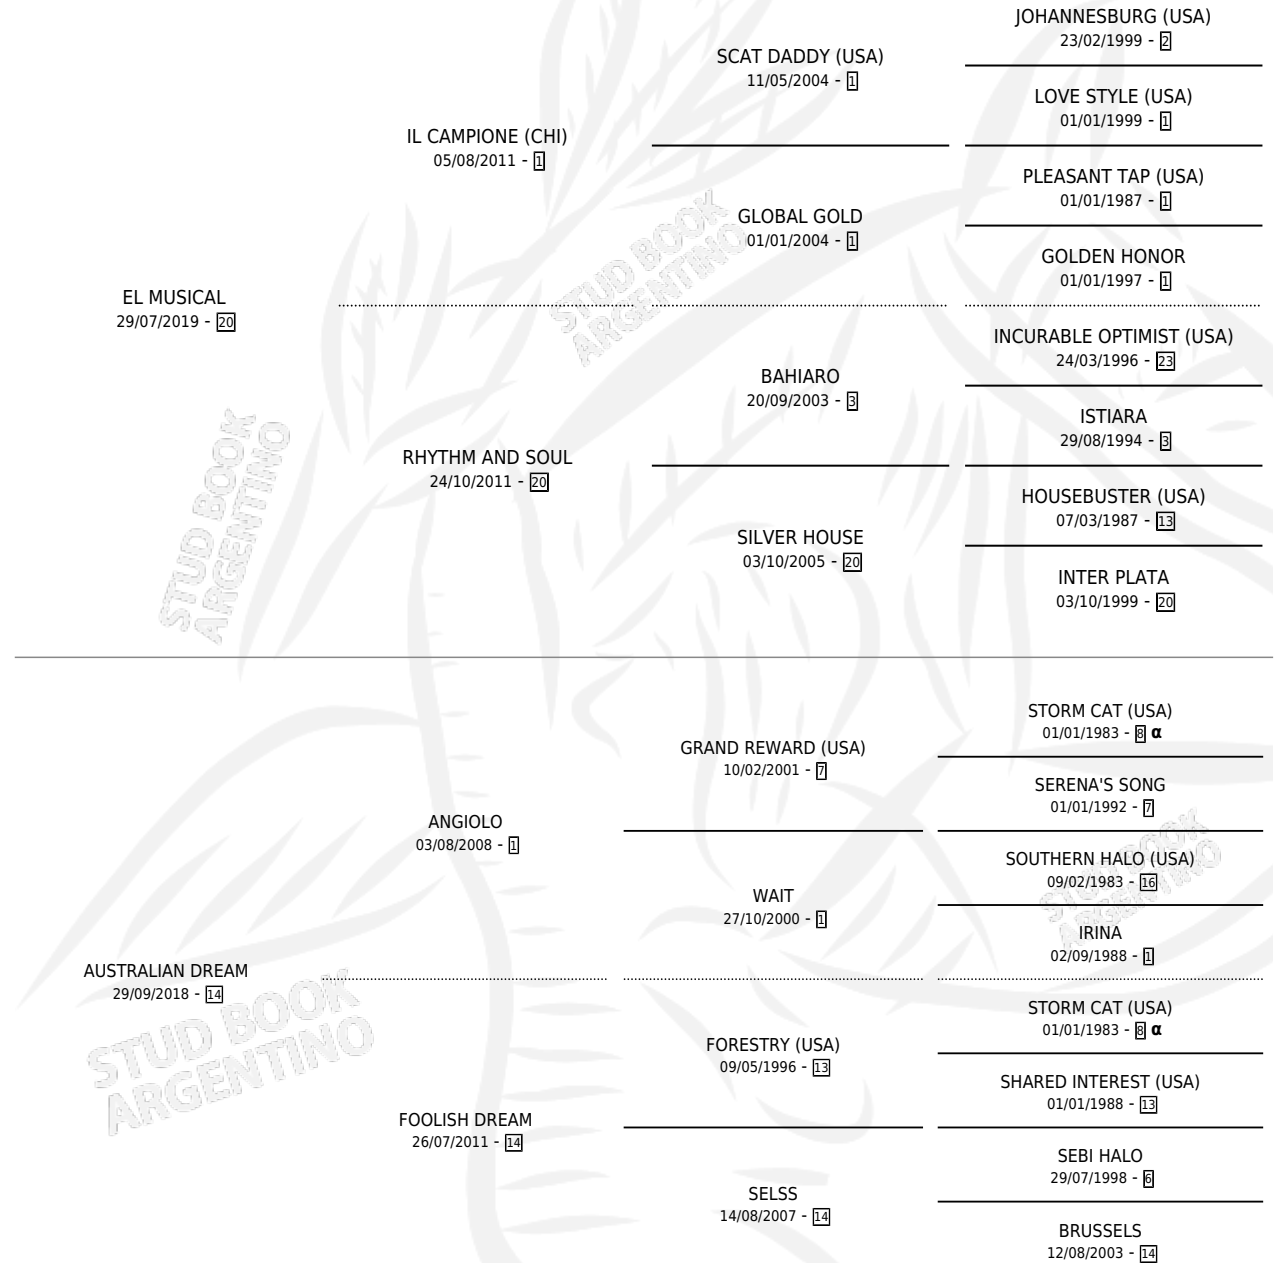 JOHANNESBURG (USA)
23/02/1999 - 2
SCAT DADDY (USA)
11/05/2004 - 1
LOVE STYLE (USA)
01/01/1999 - 1
IL CAMPIONE (CHI)
05/08/2011 - 1
PLEASANT TAP (USA)
01/01/1987 - 1
GLOBAL GOLD
01/01/2004 - 1
GOLDEN HONOR
01/01/1997 - 1
EL MUSICAL
29/07/2019 - 20
INCURABLE OPTIMIST (USA)
24/03/1996 - 23
BAHIARO
20/09/2003 - 3
ISTIARA
29/08/1994 - 3
RHYTHM AND SOUL
24/10/2011 - 20
HOUSEBUSTER (USA)
07/03/1987 - 13
SILVER HOUSE
03/10/2005 - 20
INTER PLATA
03/10/1999 - 20
STORM CAT (USA)
01/01/1983 - 8 α
GRAND REWARD (USA)
10/02/2001 - 7
SERENA'S SONG
01/01/1992 - 7
ANGIOLO
03/08/2008 - 1
SOUTHERN HALO (USA)
09/02/1983 - 16
WAIT
27/10/2000 - 1
IRINA
02/09/1988 - 1
AUSTRALIAN DREAM
29/09/2018 - 14
STORM CAT (USA)
01/01/1983 - 8 α
FORESTRY (USA)
09/05/1996 - 13
SHARED INTEREST (USA)
01/01/1988 - 13
FOOLISH DREAM
26/07/2011 - 14
SEBI HALO
29/07/1998 - 6
SELSS
14/08/2007 - 14
BRUSSELS
12/08/2003 - 14
STUD BOOK
ARGENTINO
STUD BOOK
ARGENTINO
STUD BOOK
ARGENTINO
STUD BOOK
ARGENTINO